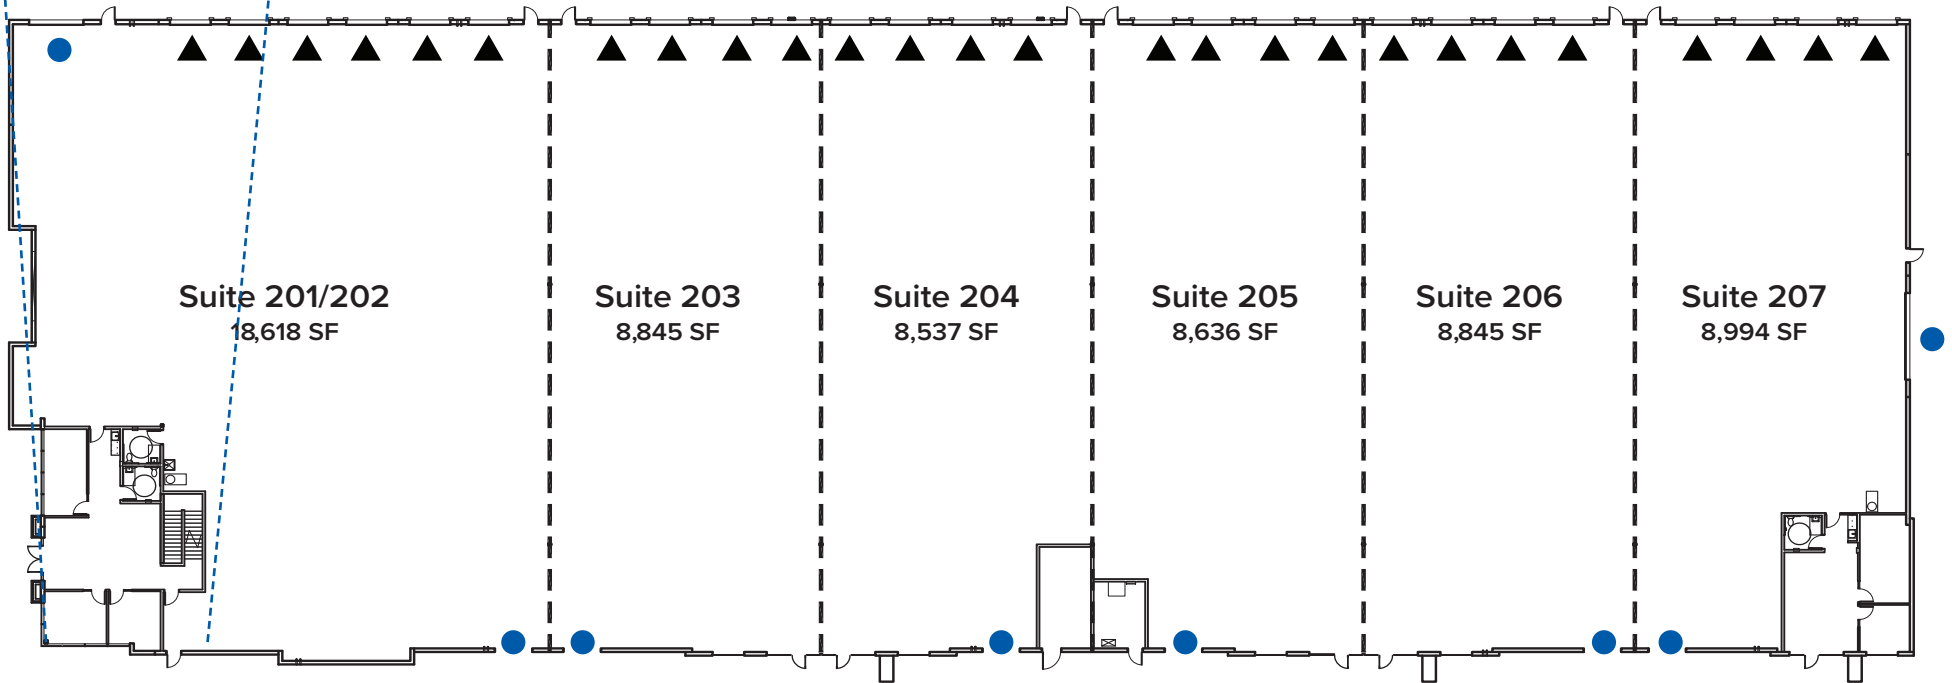 Suite 201/202
18,618 SF
Suite 203
8,845 SF
Suite 204
8,537 SF
Suite 205
8,636 SF
Suite 206
8,845 SF
Suite 207
8,994 SF